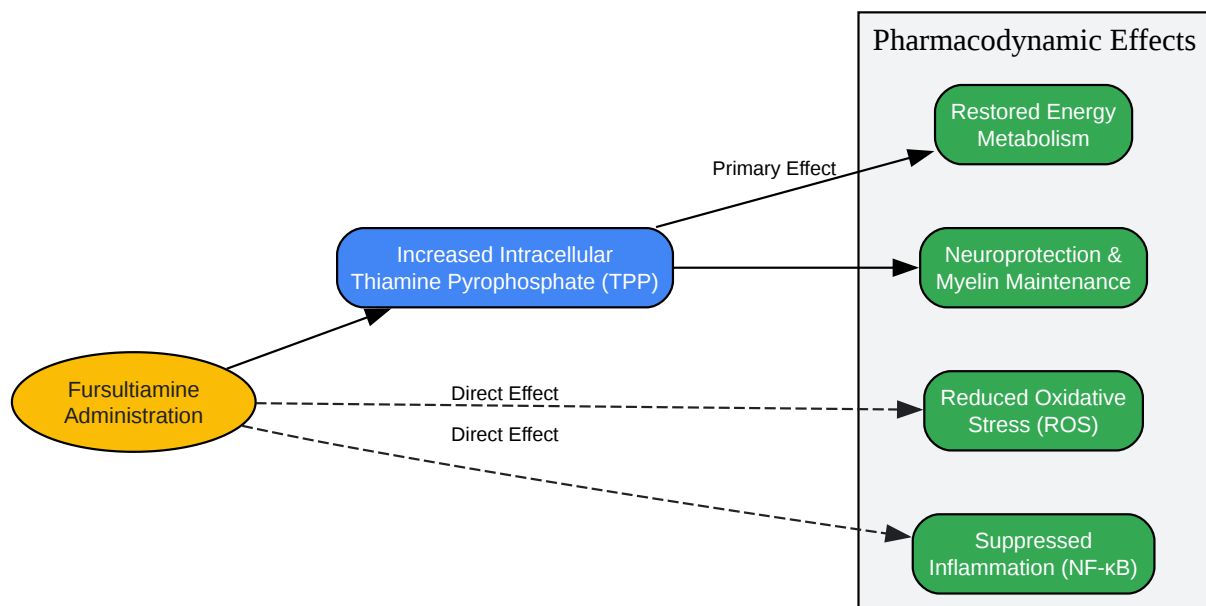 Pharmacodynamic Effects
Restored Energy
Metabolism
Primary Effect
Increased Intracellular
Thiamine Pyrophosphate (TPP)
Neuroprotection &
Myelin Maintenance
Fursultiamine
Administration
Direct Effect
Reduced Oxidative
Stress (ROS)
Direct Effect
Suppressed
Inflammation (NF-κB)